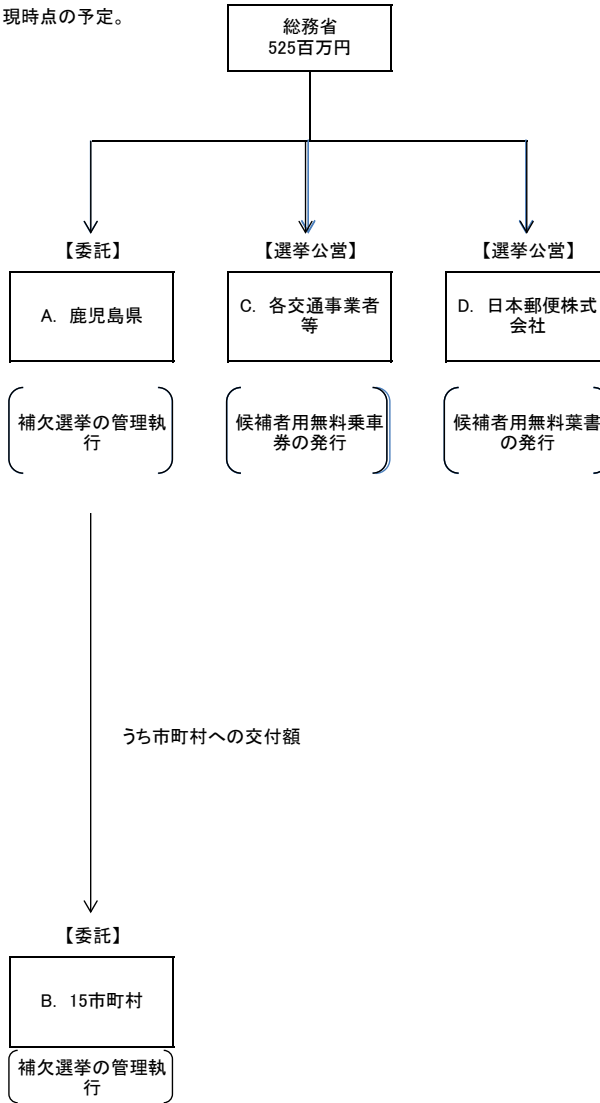 現時点の予定。
総務省
525百万円
【委託】
【選挙公営】
【選挙公営】
A. 鹿児島県
C. 各交通事業者
等
D. 日本郵便株式
会社
補欠選挙の管理執
行
候補者用無料乗車
券の発行
候補者用無料葉書
の発行
うち市町村への交付額
【委託】
B. 15市町村
補欠選挙の管理執
行